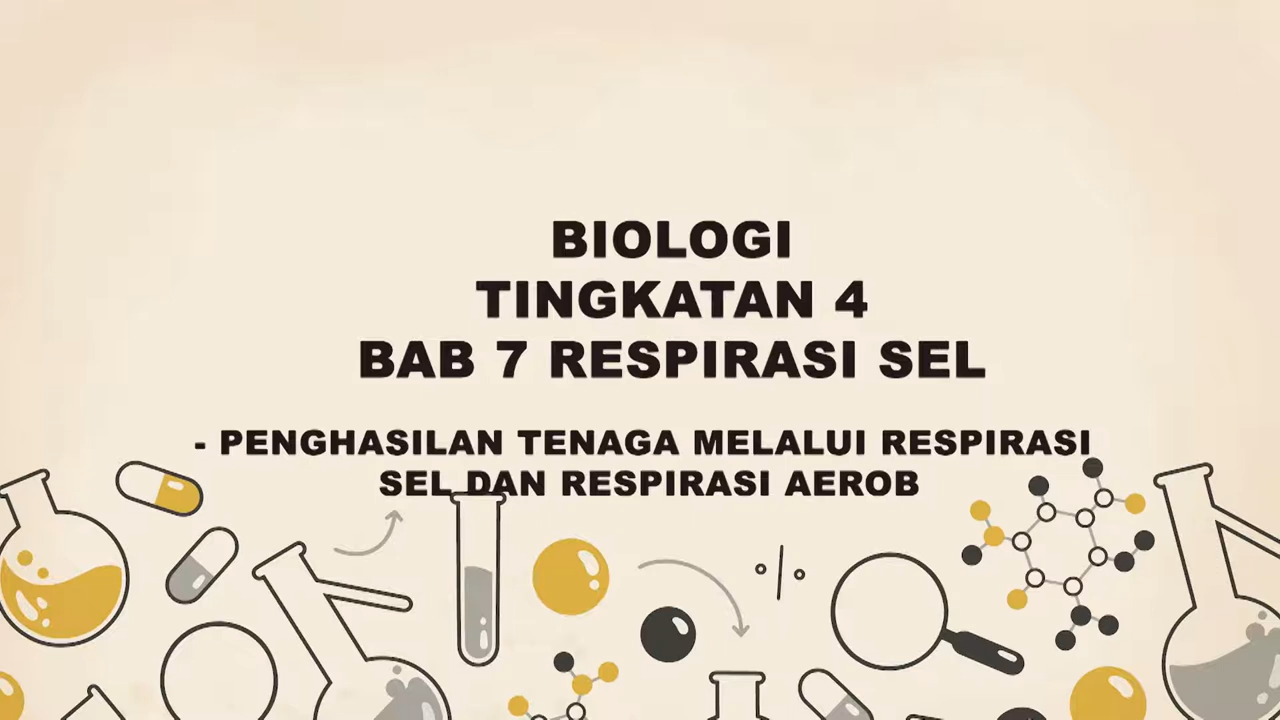 BIOLOGI
TINGKATAN 4
BAB 7 RESPIRASI SEL
- PENGHASILAN TENAGA MELALUI RESPIRASI
SEL DAN RESPIRASI AEROB